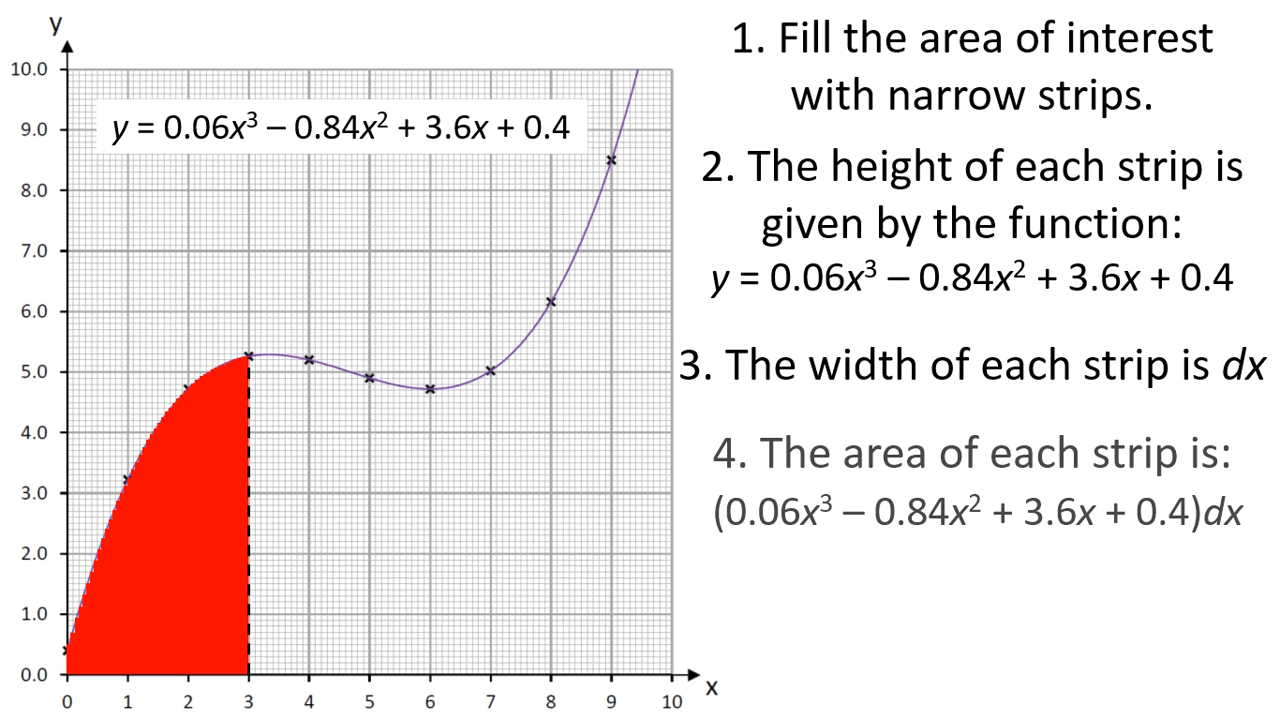 y
10.0
9.0
8.0
7.0
6.0
5.0
4.0
3.0
2.0
1.0
0.0
0 1 2 3 4 5 6 7 8 9 10
x
y = 0.06x³ – 0.84x² + 3.6x + 0.4
1. Fill the area of interest
with narrow strips.
2. The height of each strip is
given by the function:
y = 0.06x³ – 0.84x² + 3.6x + 0.4
3. The width of each strip is dx
4. The area of each strip is:
(0.06x³ – 0.84x² + 3.6x + 0.4)dx